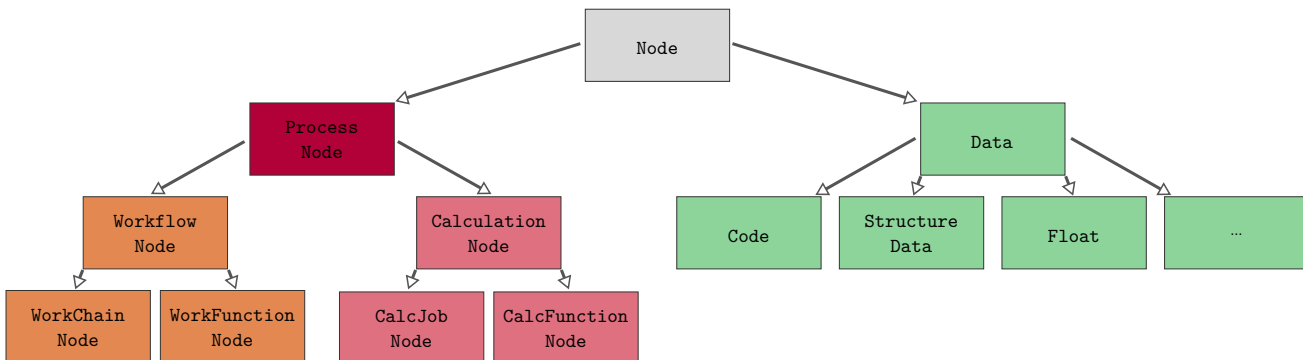 Node
Process
Node
Data
Workflow
Node
Calculation
Node
Code
Structure
Data
Float
...
WorkChain
Node
WorkFunction
Node
CalcJob
Node
CalcFunction
Node